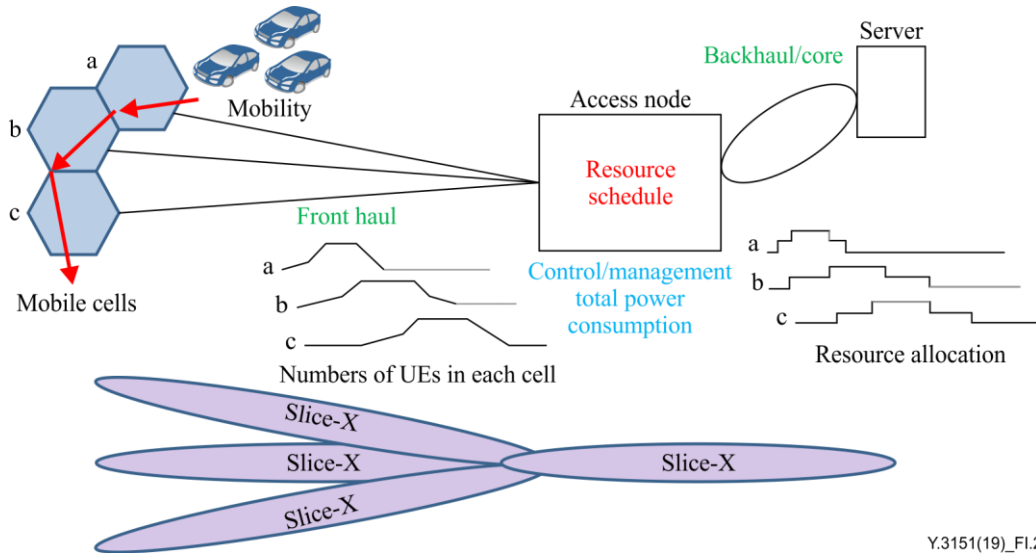 Server
Backhaul/core
a
Mobility
Access node
b
Resource
schedule
c
Front haul
a
a
Control/management
total power
consumption
b
Mobile cells
b
c
c
Resource allocation
Numbers of UEs in each cell
Slice-X
Slice-X
Slice-X
Slice-X